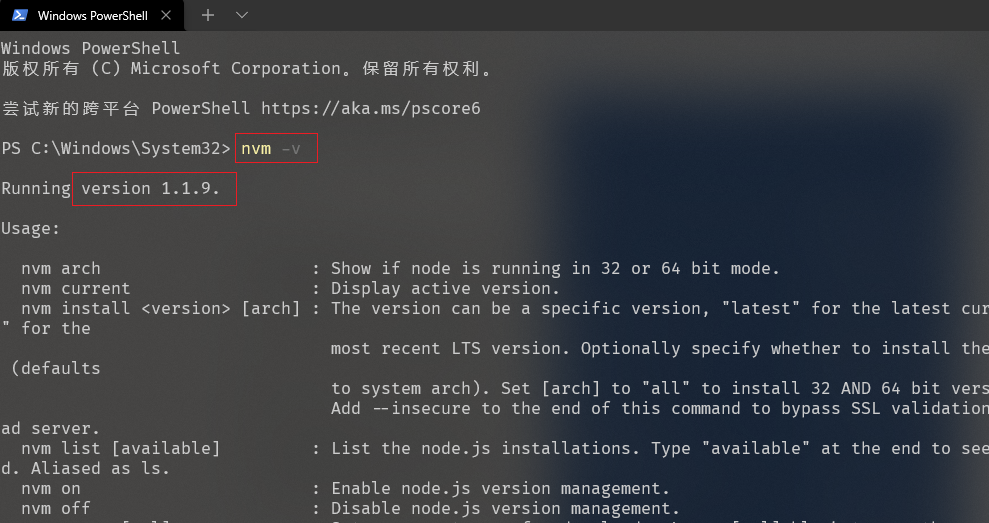 Windows PowerShell
Windows PowerShell
版权所有 (C) Microsoft Corporation。保留所有权利。
尝试新的跨平台 PowerShell https://aka.ms/pscore6
PS C:\Windows\System32> nvm -v
Running version 1.1.9.
Usage:
nvm arch : Show if node is running in 32 or 64 bit mode.
nvm current : Display active version.
nvm install <version> [arch] : The version can be a specific version, "latest" for the latest cur
" for the
most recent LTS version. Optionally specify whether to install the
(defaults
to system arch). Set [arch] to "all" to install 32 AND 64 bit vers
Add --insecure to the end of this command to bypass SSL validation
ad server.
nvm list [available] : List the node.js installations. Type "available" at the end to see
d. Aliased as ls.
nvm on : Enable node.js version management.
nvm off : Disable node.js version management.